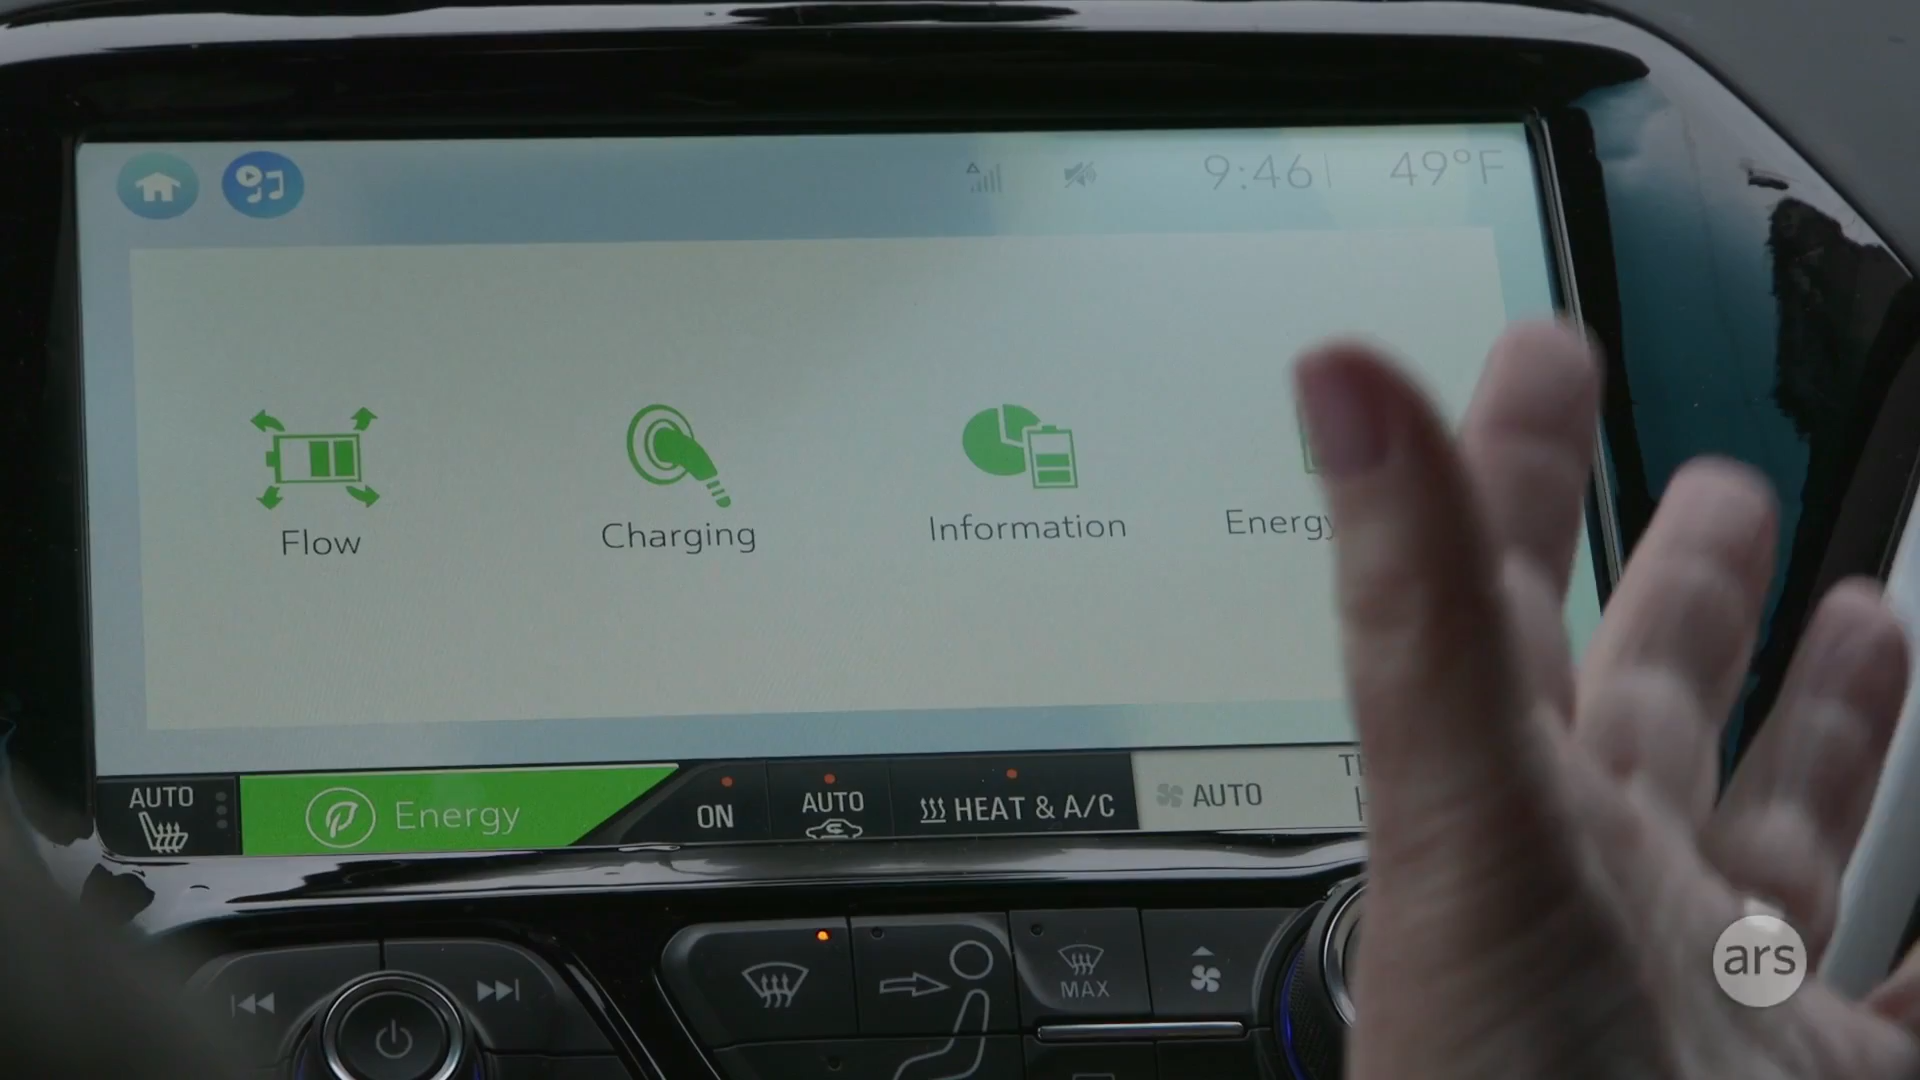 9:46 49°F
Flow
Charging
Information
Energy
AUTO
Energy
ON
AUTO
HEAT & A/C
AUTO
MAX
ars